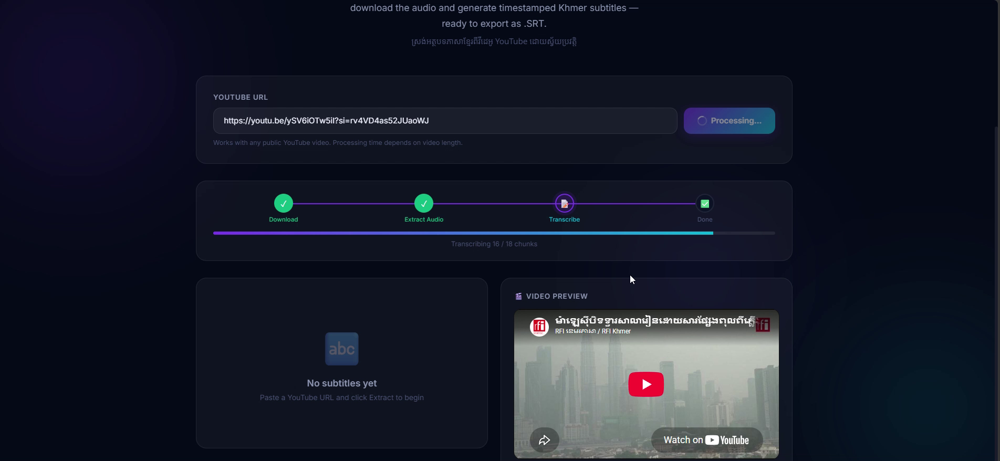 download the audio and generate timestamped Khmer subtitles —
ready to export as .SRT.
ស្រង់អត្ថបទភាសាខ្មែរពីវីដេអូ YouTube ដោយស្វ័យប្រវត្តិ
YOUTUBE URL
https://youtu.be/ySV6iOTw5iI?si=rv4VD4as52JUaoWJ
Processing...
Works with any public YouTube video. Processing time depends on video length.
Download
Extract Audio
Transcribe
Done
Transcribing 16 / 18 chunks
abc
No subtitles yet
Paste a YouTube URL and click Extract to begin
VIDEO PREVIEW
rfi
ម៉ាឡេស៊ីបិទទ្វារសាលារៀនដោយសារផ្សែងពុលពីភ្លើ
rfi
RFI ខេមរភាសា / RFI Khmer
Watch on YouTube